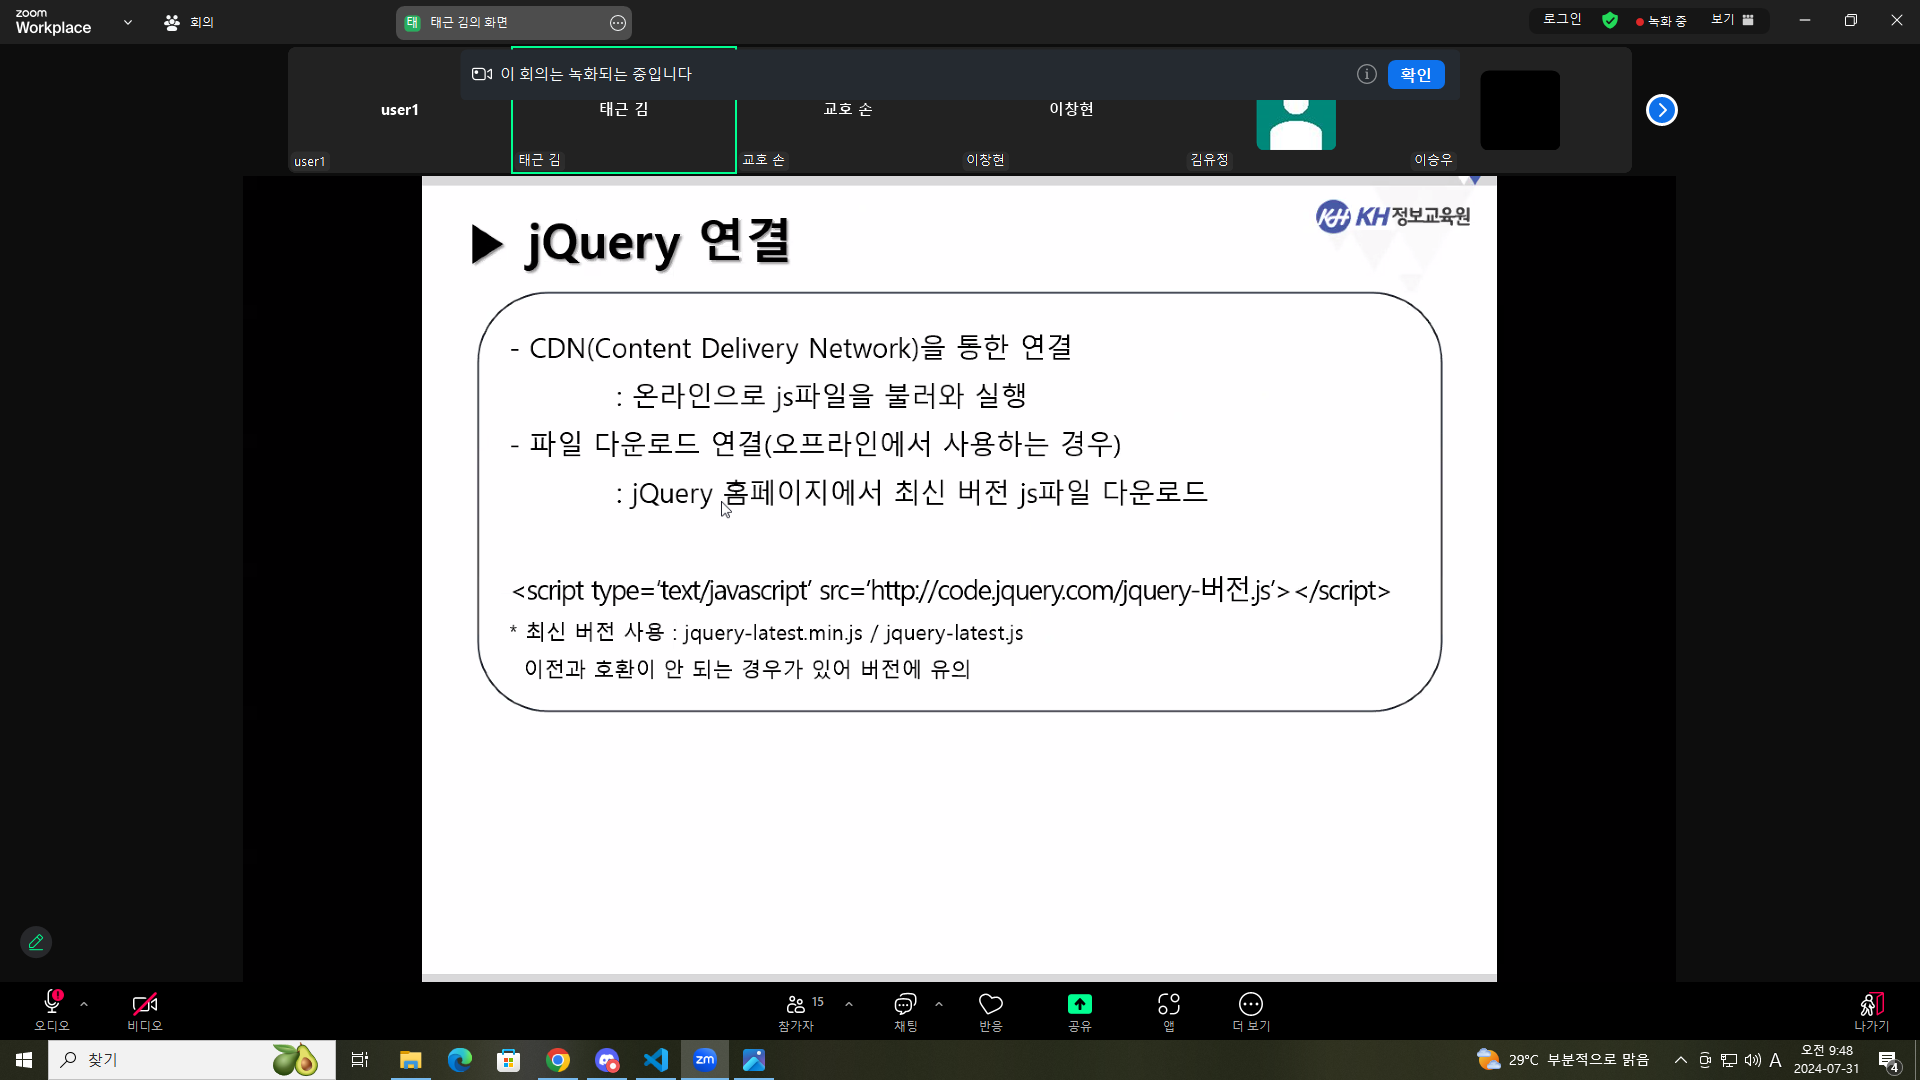 zoom
Workplace
회의
태
태근 김의 화면
로그인
녹화 중
보기
이 회의는 녹화되는 중입니다
확인
user1
태근 김
교호 손
이창현
user1
태근 김
교호 손
이창현
김유정
이승우
KH KH정보교육원
▶ jQuery 연결
- CDN(Content Delivery Network)을 통한 연결
: 온라인으로 js파일을 불러와 실행
- 파일 다운로드 연결(오프라인에서 사용하는 경우)
: jQuery 홈페이지에서 최신 버전 js파일 다운로드
<script type=‘text/javascript’ src=‘http://code.jquery.com/jquery-버전.js’></script>
* 최신 버전 사용 : jquery-latest.min.js / jquery-latest.js
이전과 호환이 안 되는 경우가 있어 버전에 유의
오디오
비디오
15
참가자
채팅
반응
공유
앱
더 보기
나가기
찾기
zm
29°C 부분적으로 맑음
A
오전 9:48
2024-07-31
4